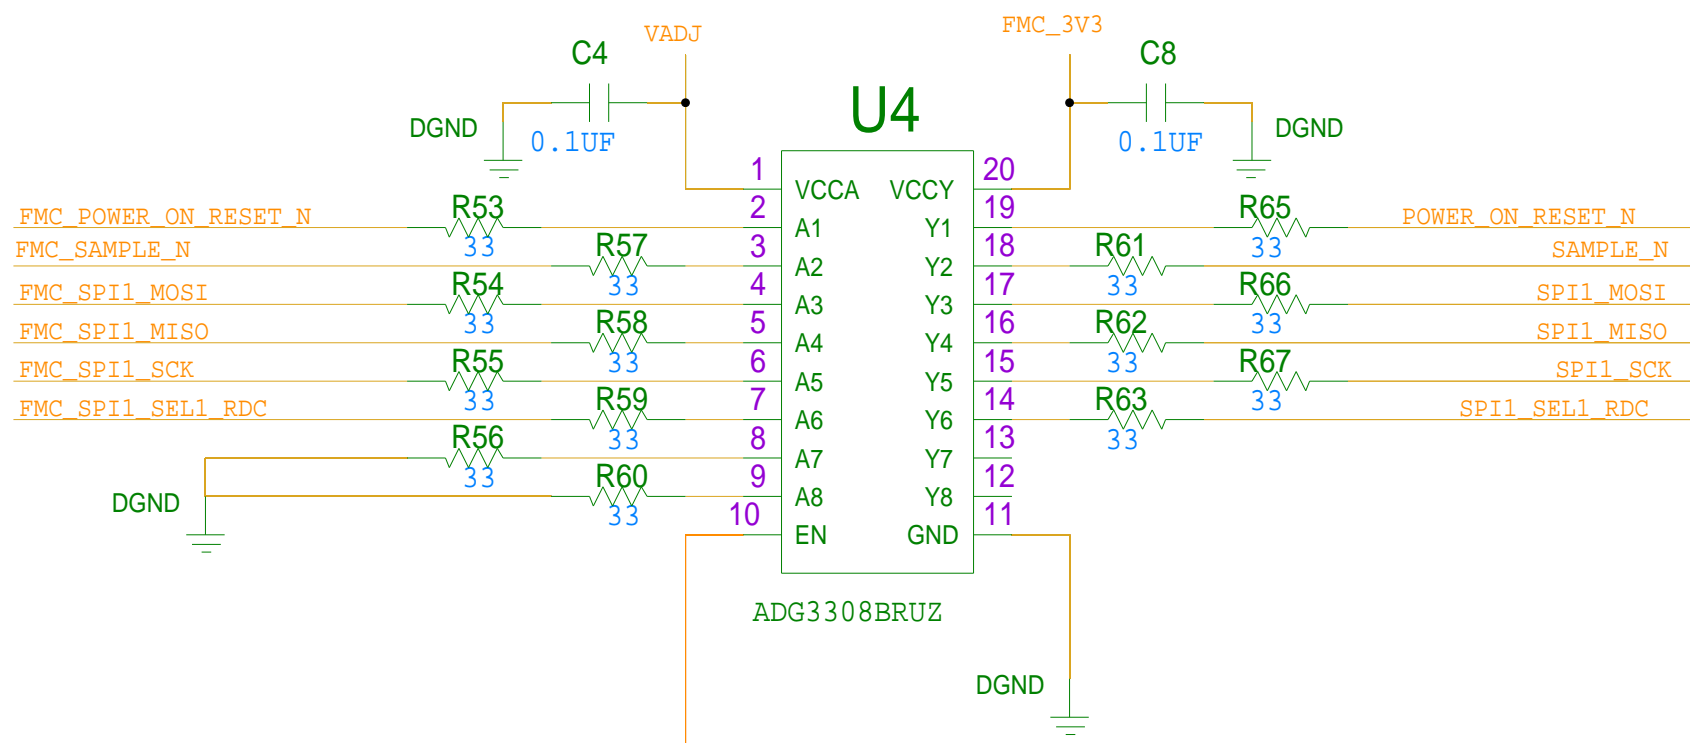 VADJ
FMC_3V3
C4
C8
U4
DGND
0.1UF
0.1UF
DGND
1
VCCA
VCCY
20
FMC_POWER_ON_RESET_N
R53
33
2
A1
Y1
19
R65
33
POWER_ON_RESET_N
FMC_SAMPLE_N
R57
33
3
A2
Y2
18
R61
33
SAMPLE_N
FMC_SPI1_MOSI
R54
33
4
A3
Y3
17
R66
33
SPI1_MOSI
FMC_SPI1_MISO
R58
33
5
A4
Y4
16
R62
33
SPI1_MISO
FMC_SPI1_SCK
R55
33
6
A5
Y5
15
R67
33
SPI1_SCK
FMC_SPI1_SEL1_RDC
R59
33
7
A6
Y6
14
R63
33
SPI1_SEL1_RDC
R56
33
8
A7
Y7
13
DGND
R60
33
9
A8
Y8
12
10
EN
GND
11
ADG3308BRUZ
DGND